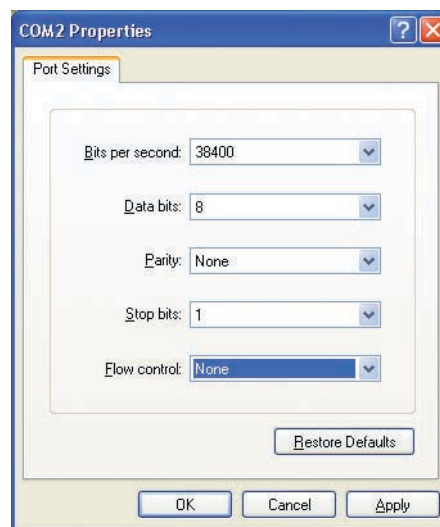 COM2 Properties
Port Settings
Bits per second: 38400
Data bits: 8
Parity: None
Stop bits: 1
Flow control: None
Restore Defaults
OK Cancel Apply